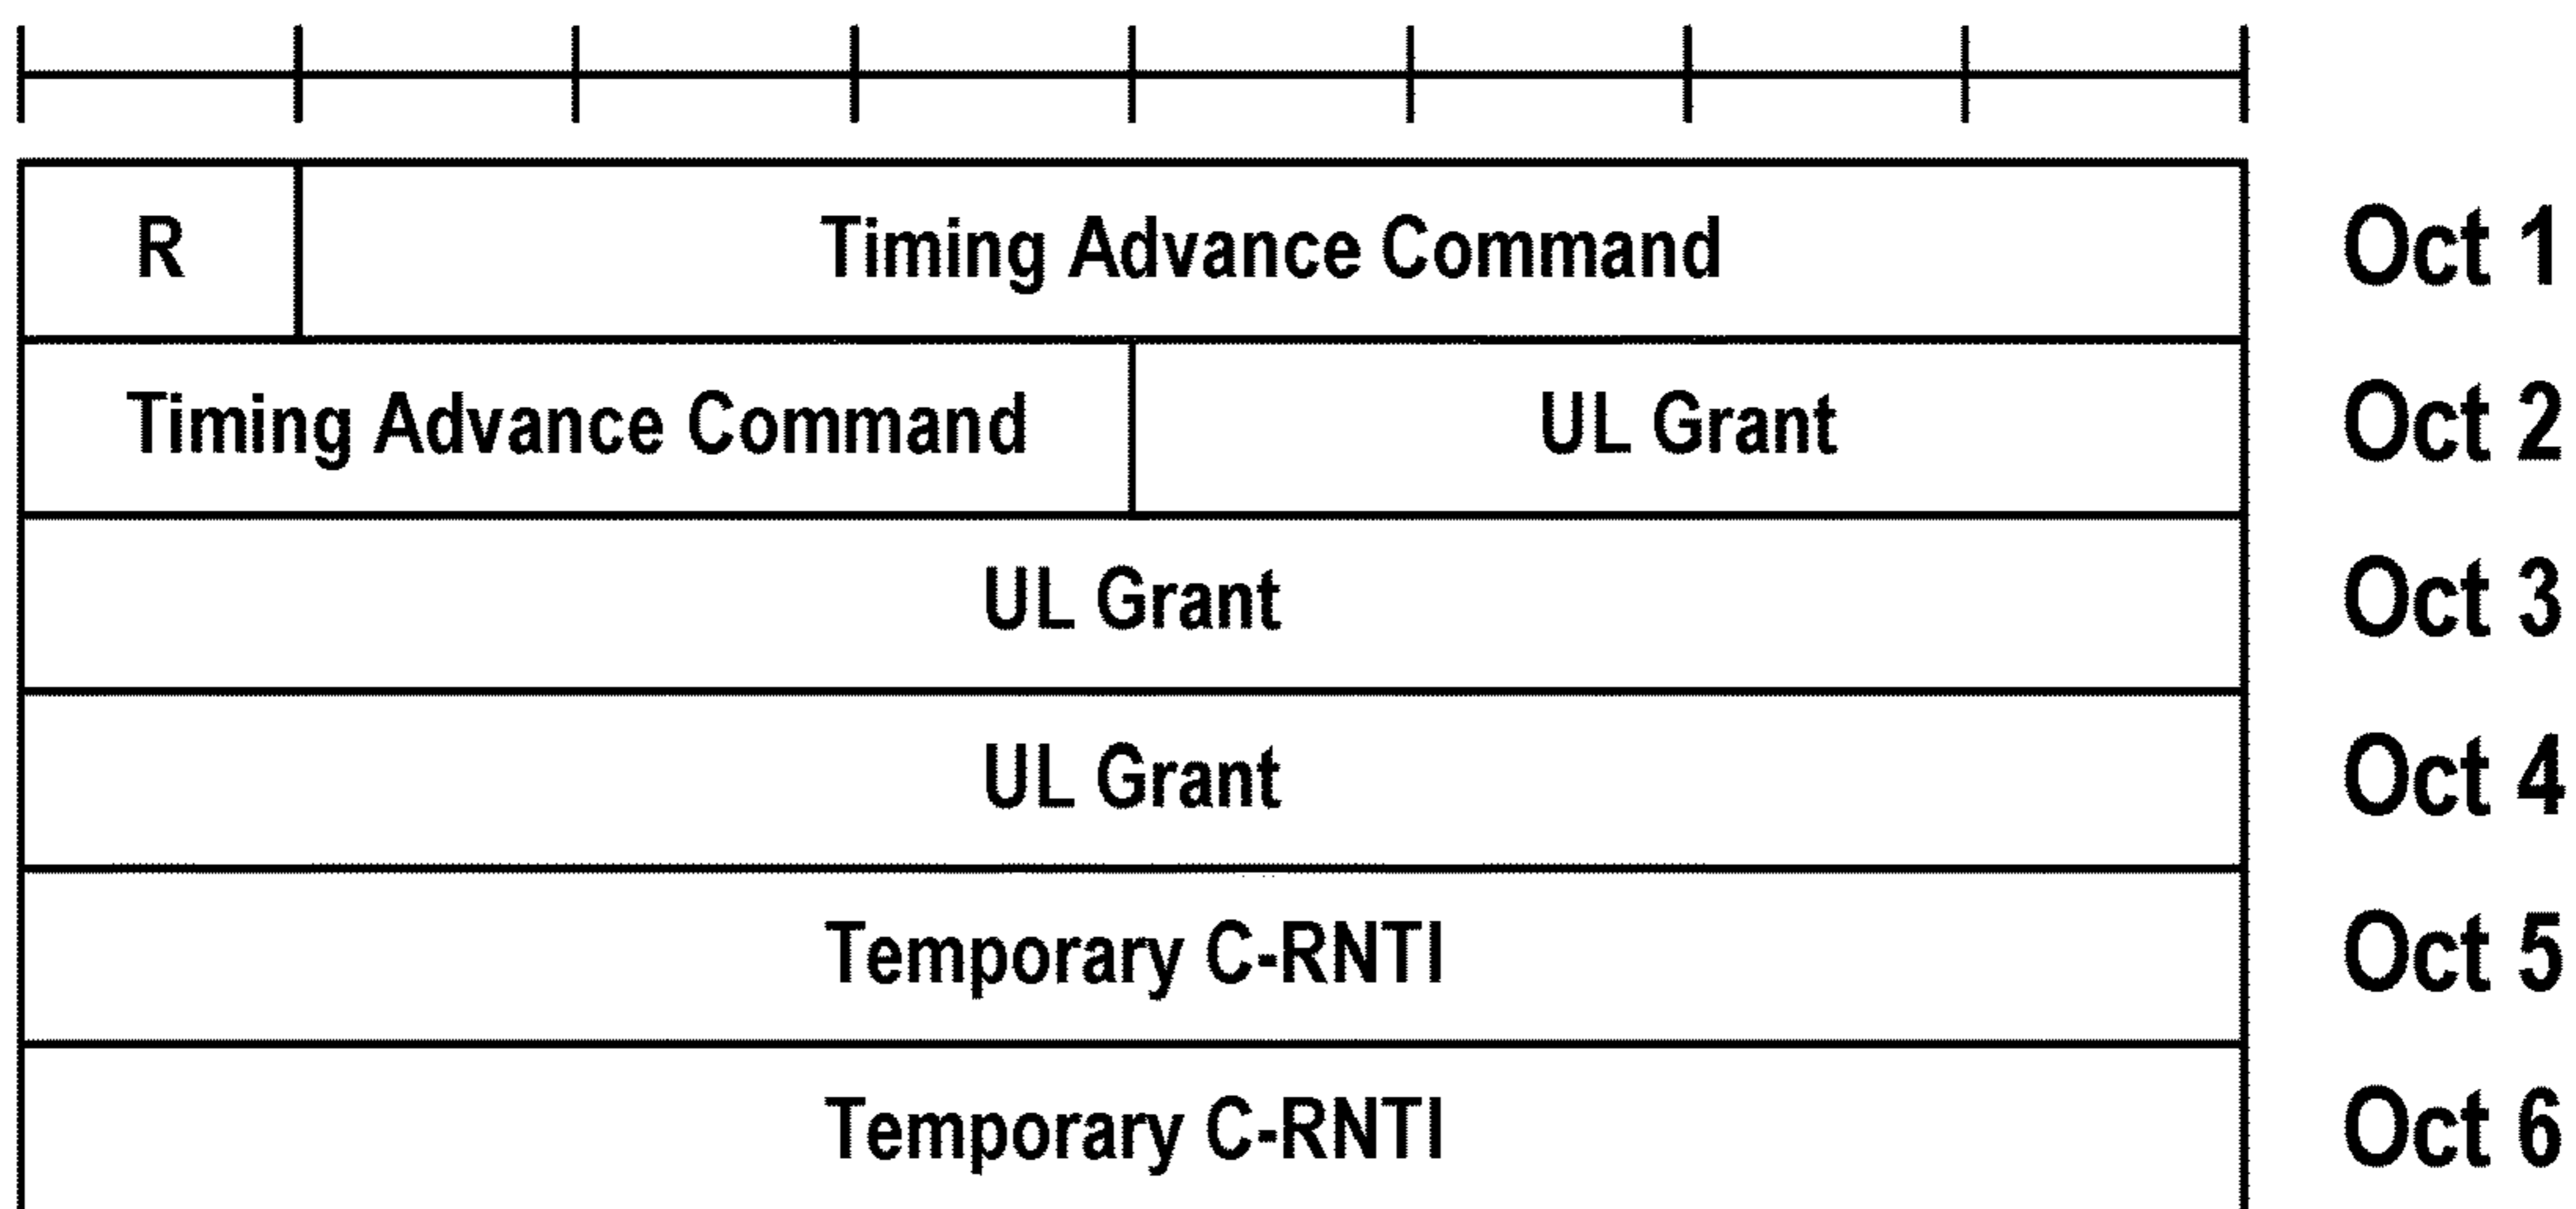 R Timing Advance Command Oct 1
Timing Advance Command UL Grant Oct 2
UL Grant Oct 3
UL Grant Oct 4
Temporary C-RNTI Oct 5
Temporary C-RNTI Oct 6